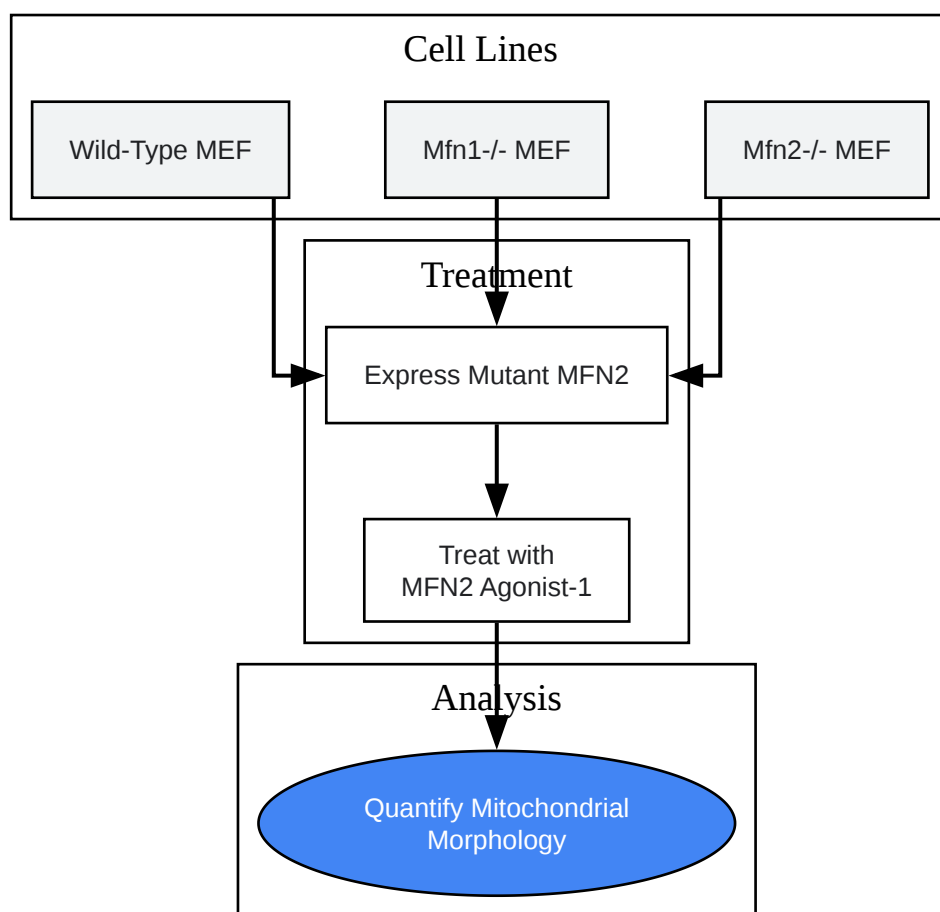 Cell Lines
Wild-Type MEF
Mfn1-/- MEF
Mfn2-/- MEF
Treatment
Express Mutant MFN2
Treat with
MFN2 Agonist-1
Analysis
Quantify Mitochondrial
Morphology